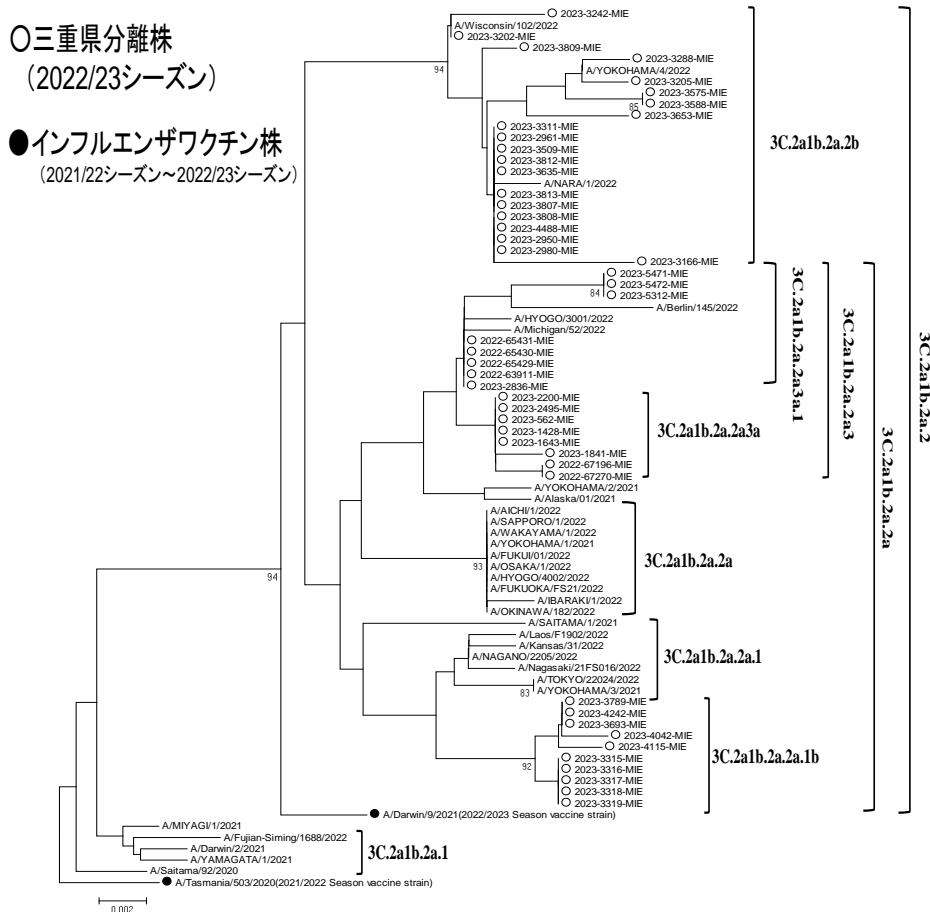 ○三重県分離株
（2022/23シーズン）
●インフルエンザワクチン株
（2021/22シーズン～2022/23シーズン）
2023-3242-MIE
A/Wisconsin/102/2022
2023-3202-MIE
94
2023-3809-MIE
2023-3288-MIE
A/YOKOHAMA/4/2022
2023-3205-MIE
2023-3575-MIE
85
2023-3588-MIE
2023-3653-MIE
2023-3311-MIE
2023-2961-MIE
2023-3509-MIE
2023-3812-MIE
2023-3635-MIE
A/NARA/1/2022
2023-3813-MIE
2023-3807-MIE
2023-3808-MIE
2023-4488-MIE
2023-2950-MIE
2023-2980-MIE
2023-3166-MIE
3C.2a1b.2a.2b
2023-5471-MIE
2023-5472-MIE
84
2023-5312-MIE
A/Berlin/145/2022
A/HYOGO/3001/2022
A/Michigan/52/2022
2022-65431-MIE
2022-65430-MIE
2022-65429-MIE
2022-63911-MIE
2023-2836-MIE
3C.2a1b.2a.2a3a.1
2023-2200-MIE
2023-2495-MIE
2023-562-MIE
2023-1428-MIE
2023-1643-MIE
2023-1841-MIE
2022-67196-MIE
2022-67270-MIE
3C.2a1b.2a.2a3a
3C.2a1b.2a.2a3
A/YOKOHAMA/2/2021
A/Alaska/01/2021
A/AICHI/1/2022
A/SAPPORO/1/2022
A/WAKAYAMA/1/2022
A/YOKOHAMA/1/2021
A/FUKUI/01/2022
93
A/OSAKA/1/2022
A/HYOGO/4002/2022
A/FUKUOKA/FS21/2022
A/IBARAKI/1/2022
A/OKINAWA/182/2022
3C.2a1b.2a.2a
A/SAITAMA/1/2021
A/Laos/F1902/2022
A/Kansas/31/2022
A/NAGANO/2205/2022
A/Nagasaki/21FS016/2022
A/TOKYO/22024/2022
83
A/YOKOHAMA/3/2021
3C.2a1b.2a.2a.1
2023-3789-MIE
2023-4242-MIE
2023-3693-MIE
2023-4042-MIE
2023-4115-MIE
92
2023-3315-MIE
2023-3316-MIE
2023-3317-MIE
2023-3318-MIE
2023-3319-MIE
3C.2a1b.2a.2a.1b
3C.2a1b.2a.2a
3C.2a1b.2a.2
94
A/Darwin/9/2021(2022/2023 Season vaccine strain)
A/MIYAGI/1/2021
A/Fujian-Siming/1688/2022
A/Darwin/2/2021
A/YAMAGATA/1/2021
A/Saitama/92/2020
3C.2a1b.2a.1
A/Tasmania/503/2020(2021/2022 Season vaccine strain)
0.002